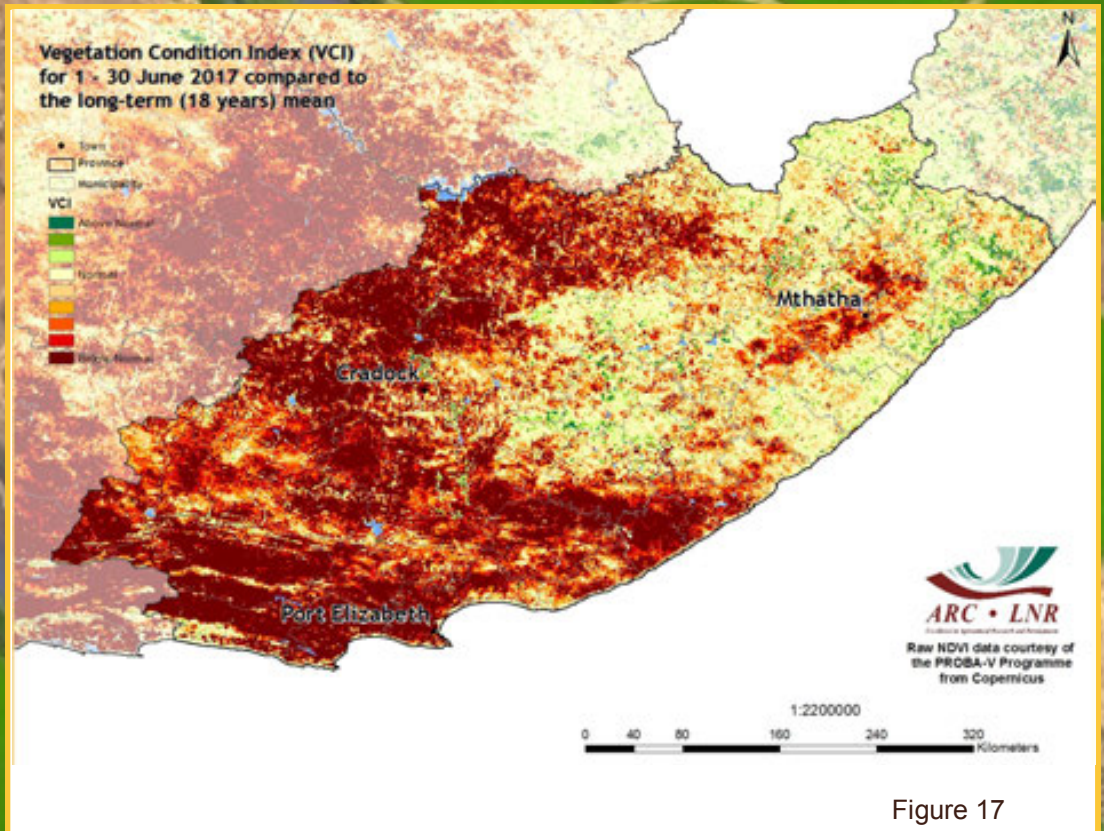 Vegetation Condition Index (VCI)
for 1 - 30 June 2017 compared to
the long-term (18 years) mean
Town
Province
Municipality
VCI
Above Normal
Normal
Below Normal
N
Mthatha
Cradock
Port Elizabeth
ARC • LNR
Raw NDVI data courtesy of
the PROBA-V Programme
from Copernicus
1:2200000
0 40 80 160 240 320
Kilometers
Figure 17